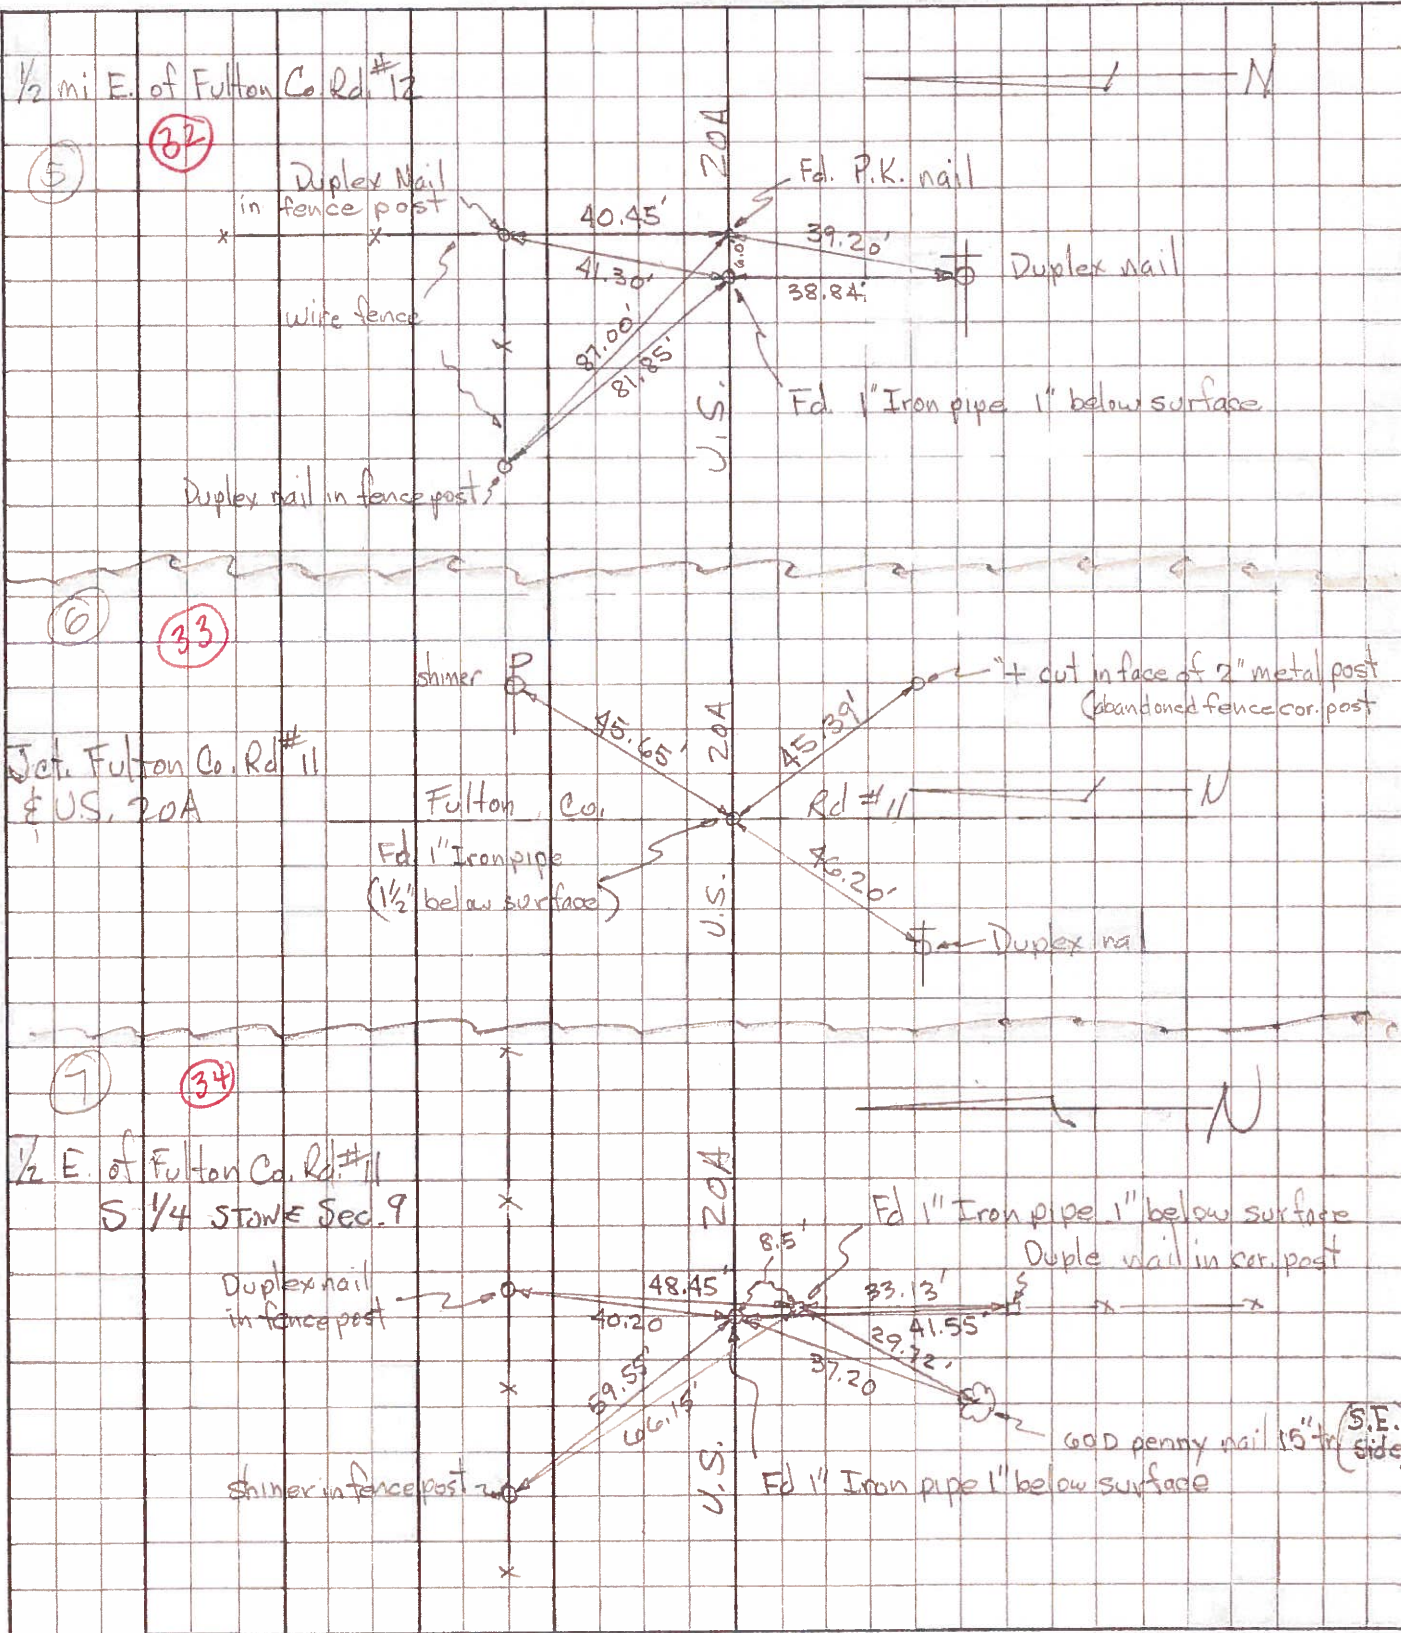 1/2 mi E. of Fulton Co. Rd. #12
N
32
5
20A
Duplex Nail
in fence post
Fd. P.K. nail
40.45'
39.20'
6.0'
41.30'
38.84'
Duplex nail
wire fence
87.00'
81.85'
U.S.
Fd. 1" Iron pipe 1" below surface
Duplex nail in fence post
6
33
shiner
"+ cut in face of 2" metal post
(abandoned fence cor. post
45.65'
20A
45.39'
Jct. Fulton Co. Rd #11
& U.S. 20A
Fulton Co.
Rd #11
N
Fd 1" Iron pipe
(1½" below surface)
46.20'
U.S.
Duplex nail
7
34
N
1/2 E. of Fulton Co. Rd. #11
S 1/4 STONE Sec. 9
20A
Fd 1" Iron pipe 1" below surface
8.5'
Duple nail in cor. post
Duplex nail
in fence post
48.45'
33.13'
40.20
41.55'
29.72'
37.20
59.55'
66.15'
60D penny nail 15" tr (S.E.
side
U.S.
Shiner in fence post
Fd 1" Iron pipe 1" below surface